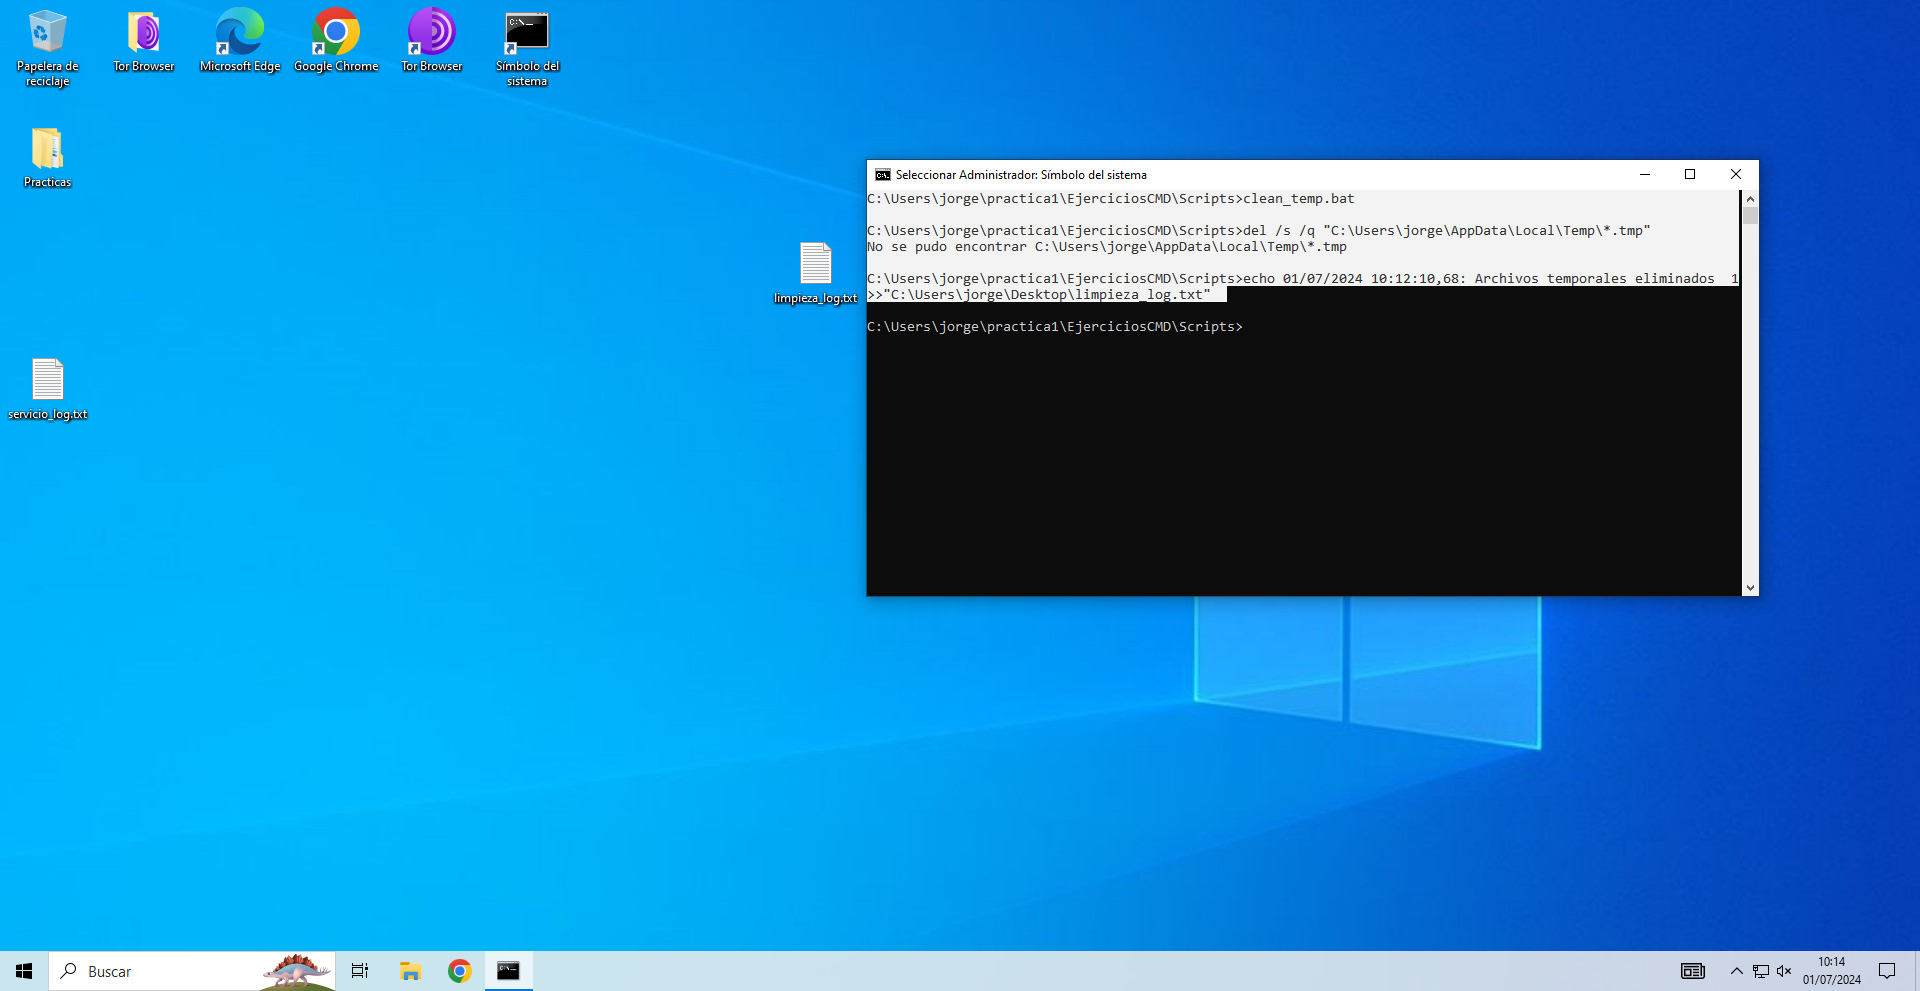 Papelera de
reciclaje
Tor Browser
Microsoft Edge
Google Chrome
Tor Browser
Símbolo del
sistema
Practicas
limpieza_log.txt
servicio_log.txt
Seleccionar Administrador: Símbolo del sistema
C:\Users\jorge\practica1\EjerciciosCMD\Scripts>clean_temp.bat
C:\Users\jorge\practica1\EjerciciosCMD\Scripts>del /s /q "C:\Users\jorge\AppData\Local\Temp\*.tmp"
No se pudo encontrar C:\Users\jorge\AppData\Local\Temp\*.tmp
C:\Users\jorge\practica1\EjerciciosCMD\Scripts>echo 01/07/2024 10:12:10,68: Archivos temporales eliminados  1
>>"C:\Users\jorge\Desktop\limpieza_log.txt"
C:\Users\jorge\practica1\EjerciciosCMD\Scripts>
Buscar
10:14
01/07/2024